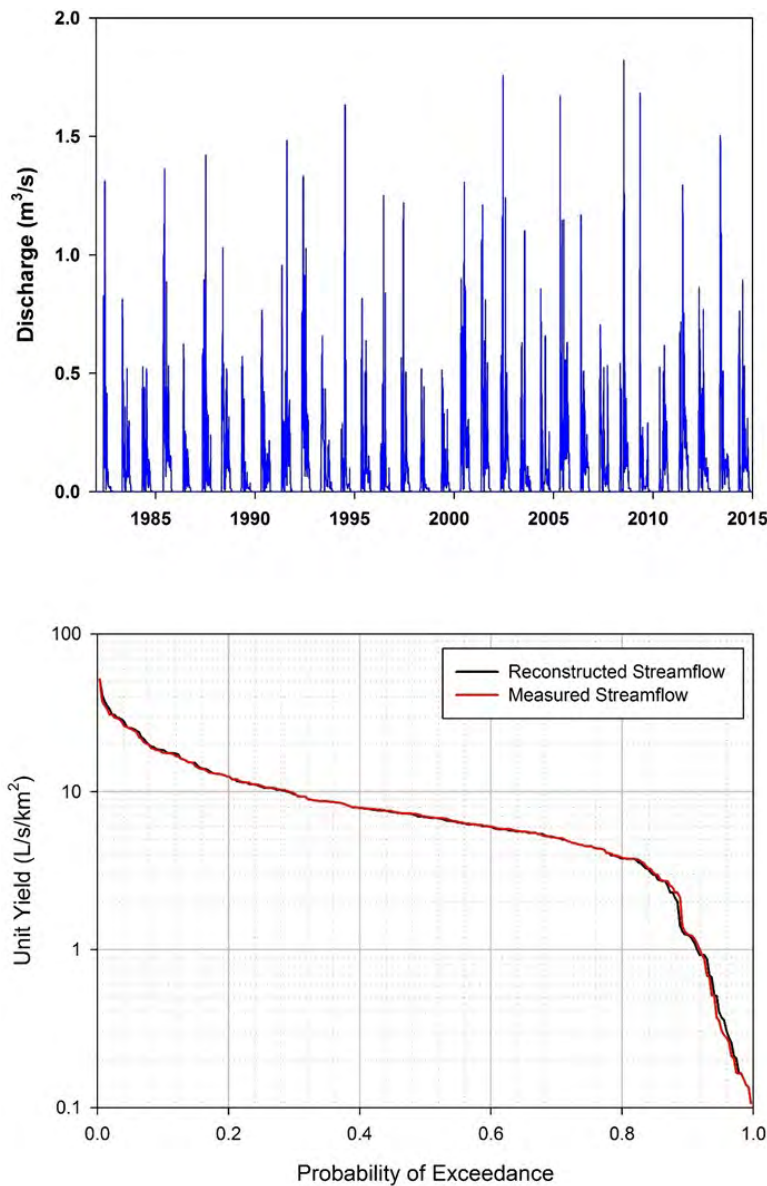 2.0
1.5
1.0
0.5
0.0
Discharge (m³/s)
1985 1990 1995 2000 2005 2010 2015
100
10
1
0.1
Unit Yield (L/s/km²)
Reconstructed Streamflow
Measured Streamflow
0.0 0.2 0.4 0.6 0.8 1.0
Probability of Exceedance